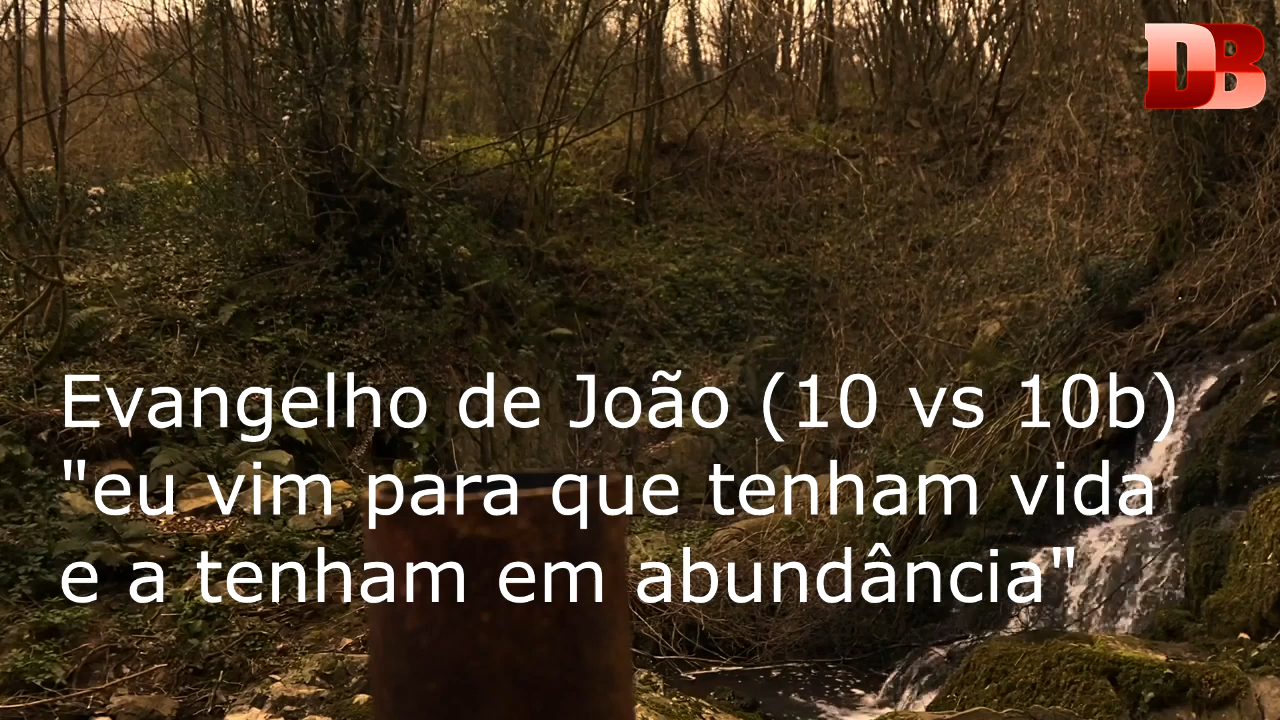 DB
Evangelho de João (10 vs 10b)
"eu vim para que tenham vida
e a tenham em abundância"